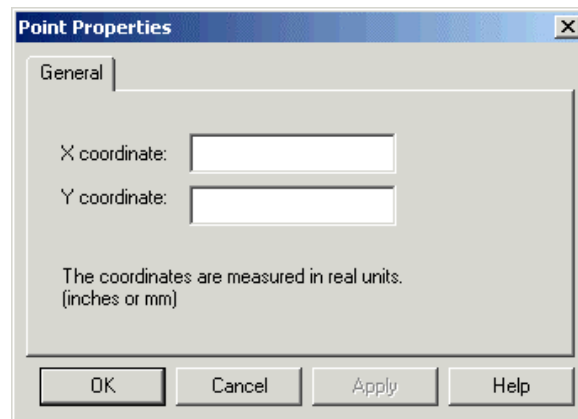 Point Properties
General
X coordinate:
Y coordinate:
The coordinates are measured in real units.
(inches or mm)
OK Cancel Apply Help